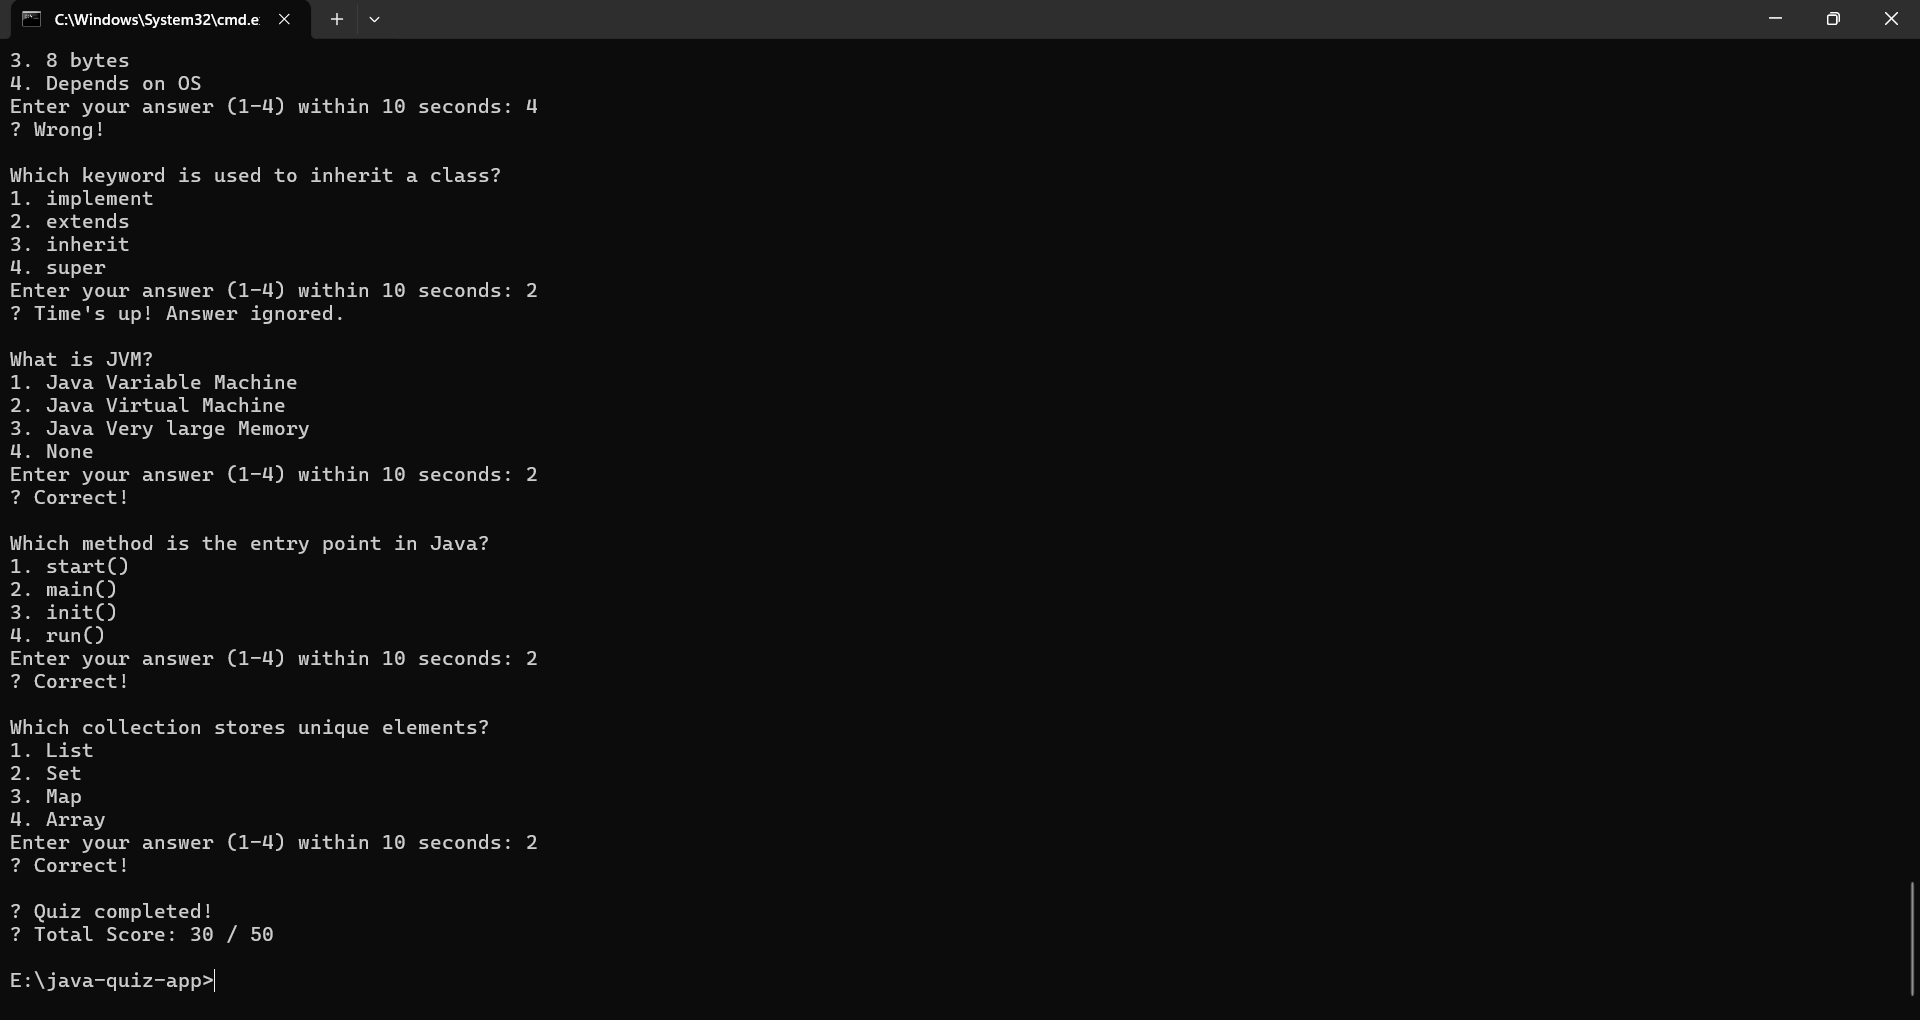 C:\Windows\System32\cmd.e
3. 8 bytes
4. Depends on OS
Enter your answer (1-4) within 10 seconds: 4
? Wrong!
Which keyword is used to inherit a class?
1. implement
2. extends
3. inherit
4. super
Enter your answer (1-4) within 10 seconds: 2
? Time's up! Answer ignored.
What is JVM?
1. Java Variable Machine
2. Java Virtual Machine
3. Java Very large Memory
4. None
Enter your answer (1-4) within 10 seconds: 2
? Correct!
Which method is the entry point in Java?
1. start()
2. main()
3. init()
4. run()
Enter your answer (1-4) within 10 seconds: 2
? Correct!
Which collection stores unique elements?
1. List
2. Set
3. Map
4. Array
Enter your answer (1-4) within 10 seconds: 2
? Correct!
? Quiz completed!
? Total Score: 30 / 50
E:\java-quiz-app>